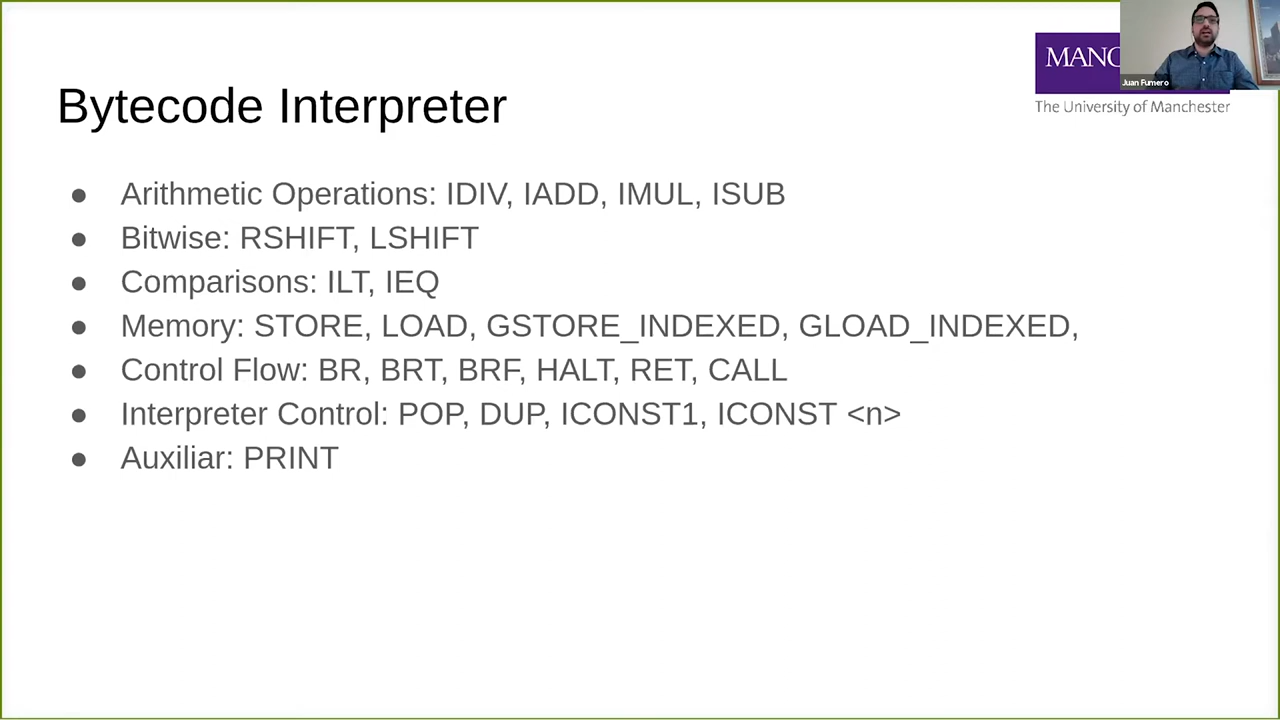 MANC
Juan Fumero
The University of Manchester
Bytecode Interpreter
● Arithmetic Operations: IDIV, IADD, IMUL, ISUB
● Bitwise: RSHIFT, LSHIFT
● Comparisons: ILT, IEQ
● Memory: STORE, LOAD, GSTORE_INDEXED, GLOAD_INDEXED,
● Control Flow: BR, BRT, BRF, HALT, RET, CALL
● Interpreter Control: POP, DUP, ICONST1, ICONST <n>
● Auxiliar: PRINT